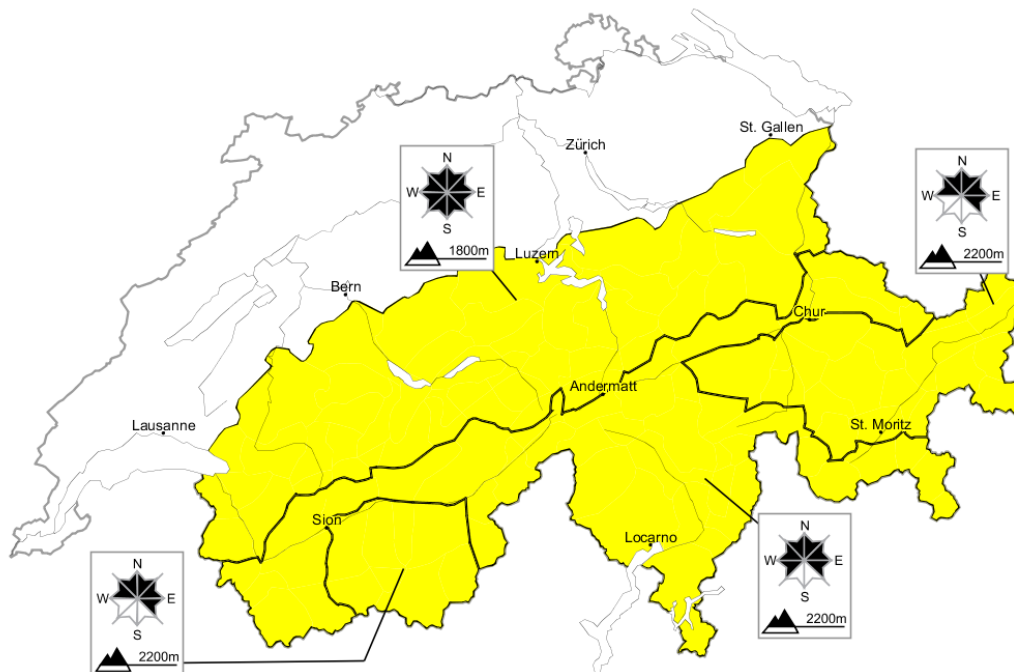 St. Gallen
Zürich
N
W E
S
1800m
N
W E
S
2200m
Luzern
Bern
Chur
Andermatt
Lausanne
St. Moritz
Sion
Locarno
N
W E
S
2200m
N
W E
S
2200m